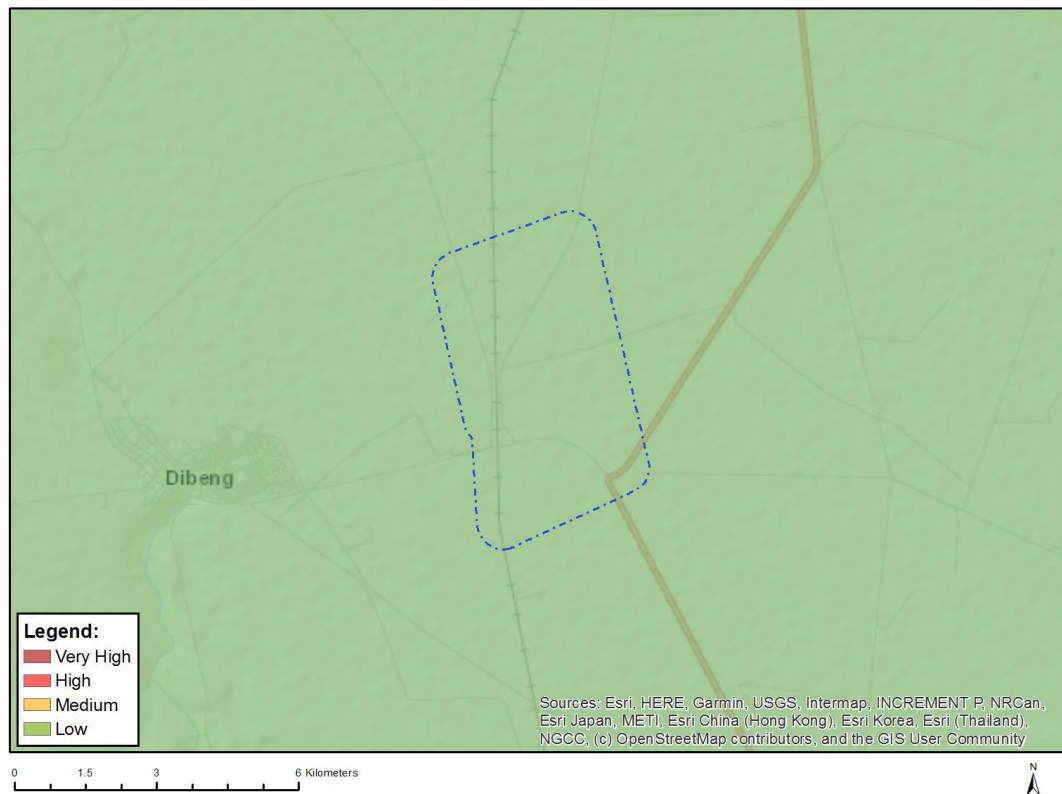 Dibeng
Legend:
Very High
High
Medium
Low
Sources: Esri, HERE, Garmin, USGS, Intermap, INCREMENT P, NRCan,
Esri Japan, METI, Esri China (Hong Kong), Esri Korea, Esri (Thailand),
NGCC, (c) OpenStreetMap contributors, and the GIS User Community
0 1.5 3 6 Kilometers
N